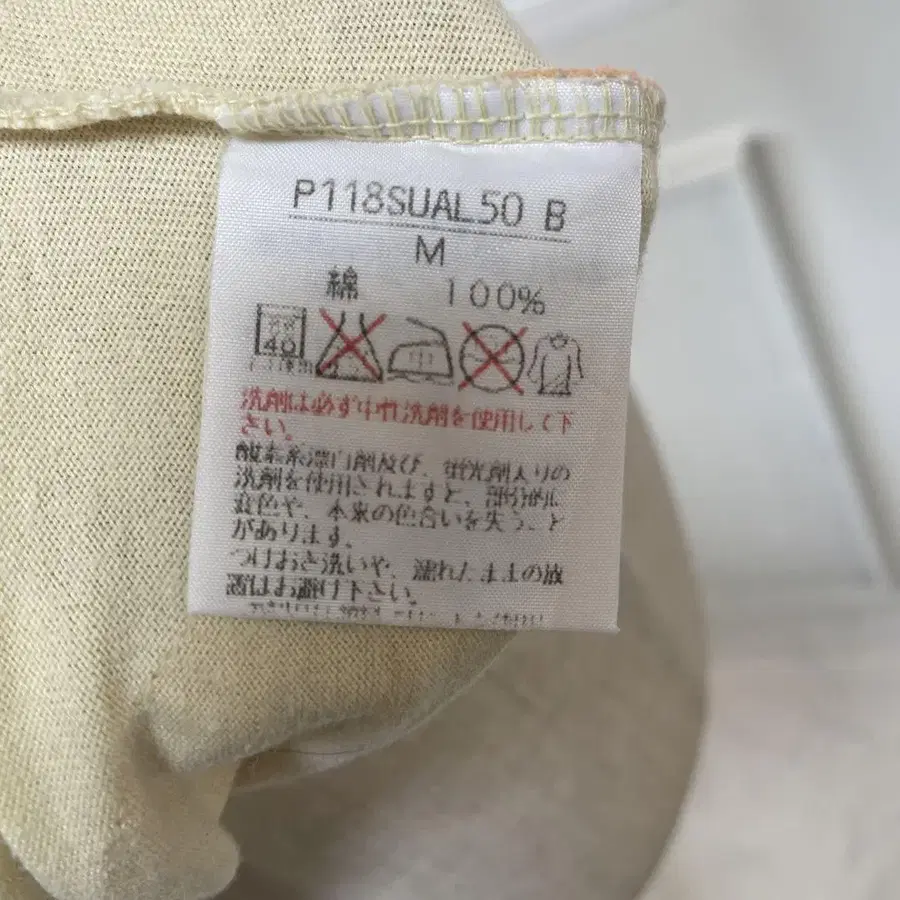 P118SUAL50 B
M
綿 100%
40
中
洗剤は必ず中性洗剤を使用して下
さい。
酸素系漂白剤及び、蛍光剤入りの
洗剤を使用されますと、部分的に
変色や、本来の色合いを失うこと
があります。
つけおき洗いや、濡れたままの放
置はお避け下さい。